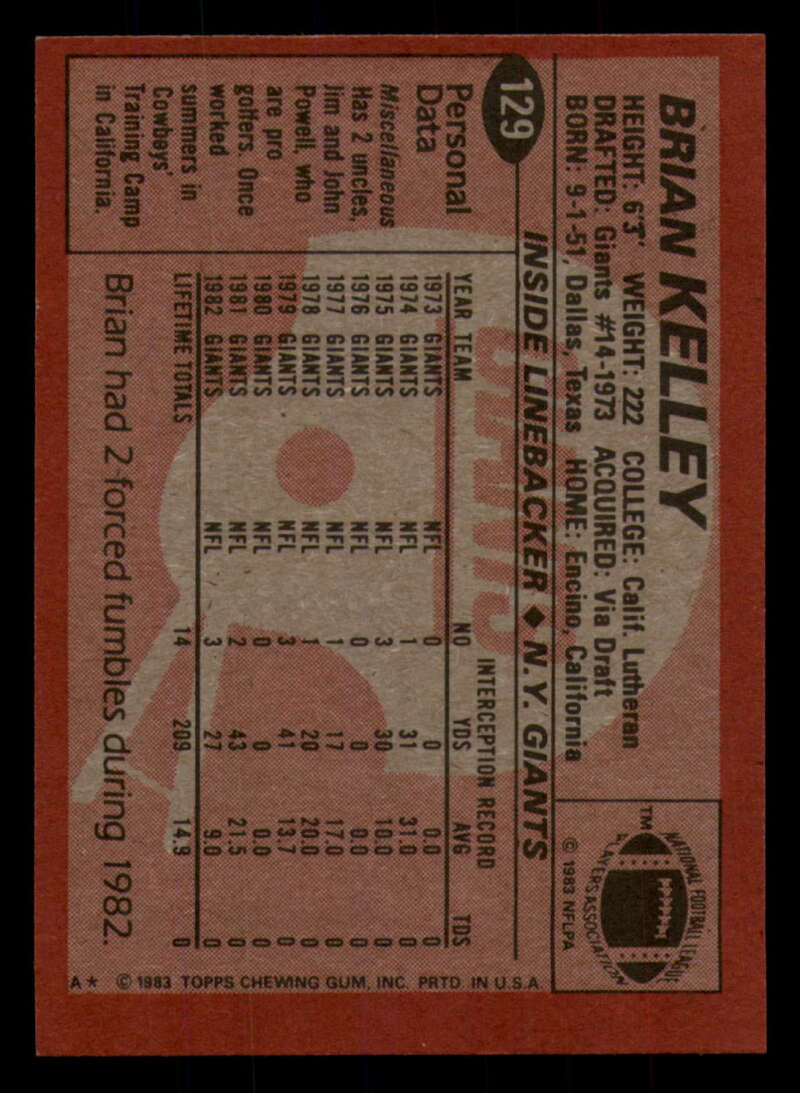 BRIAN KELLEY
HEIGHT: 6'3' WEIGHT: 222 COLLEGE: Calif. Lutheran
DRAFTED: Giants #14-1973 ACQUIRED: Via Draft
BORN: 9-1-51, Dallas, Texas HOME: Encino, California
NATIONAL FOOTBALL LEAGUE
PLAYERS ASSOCIATION
TM
© 1983 NFLPA
129
INSIDE LINEBACKER ♦ N.Y. GIANTS
Personal
Data
Miscellaneous
Has 2 uncles,
Jim and John
Powell, who
are pro
golfers. Once
worked
summers in
Cowboys'
Training Camp
in California.
GIANTS
INTERCEPTION RECORD
YEAR TEAM NO YDS AVG TDS
1973 GIANTS NFL 0 0 0.0 0
1974 GIANTS NFL 1 31 31.0 0
1975 GIANTS NFL 3 30 10.0 0
1976 GIANTS NFL 0 0 0.0 0
1977 GIANTS NFL 1 17 17.0 0
1978 GIANTS NFL 1 20 20.0 0
1979 GIANTS NFL 3 41 13.7 0
1980 GIANTS NFL 0 0 0.0 0
1981 GIANTS NFL 2 43 21.5 0
1982 GIANTS NFL 3 27 9.0 0
LIFETIME TOTALS 14 209 14.9 0
Brian had 2 forced fumbles during 1982.
A* © 1983 TOPPS CHEWING GUM, INC. PRTD. IN U.S.A.